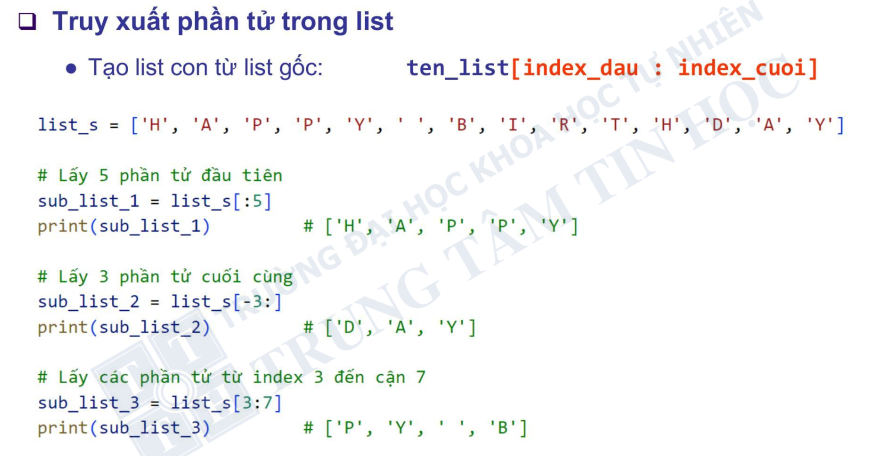 ❑ Truy xuất phần tử trong list
● Tạo list con từ list gốc: ten_list[index_dau : index_cuoi]
list_s = ['H', 'A', 'P', 'P', 'Y', ' ', 'B', 'I', 'R', 'T', 'H', 'D', 'A', 'Y']
# Lấy 5 phần tử đầu tiên
sub_list_1 = list_s[:5]
print(sub_list_1) # ['H', 'A', 'P', 'P', 'Y']
# Lấy 3 phần tử cuối cùng
sub_list_2 = list_s[-3:]
print(sub_list_2) # ['D', 'A', 'Y']
# Lấy các phần tử từ index 3 đến cận 7
sub_list_3 = list_s[3:7]
print(sub_list_3) # ['P', 'Y', ' ', 'B']
TRƯỜNG ĐẠI HỌC KHOA HỌC TỰ NHIÊN
TRUNG TÂM TIN HỌC